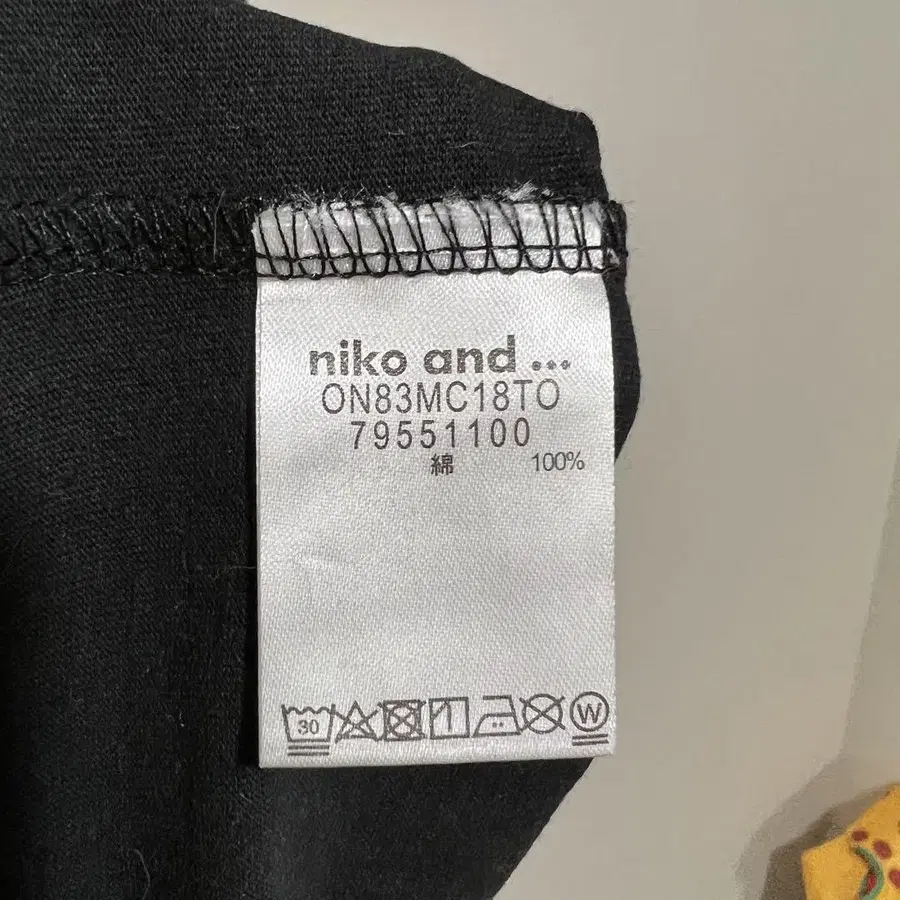 niko and ...
ON83MC18TO
79551100
綿 100%
30 W